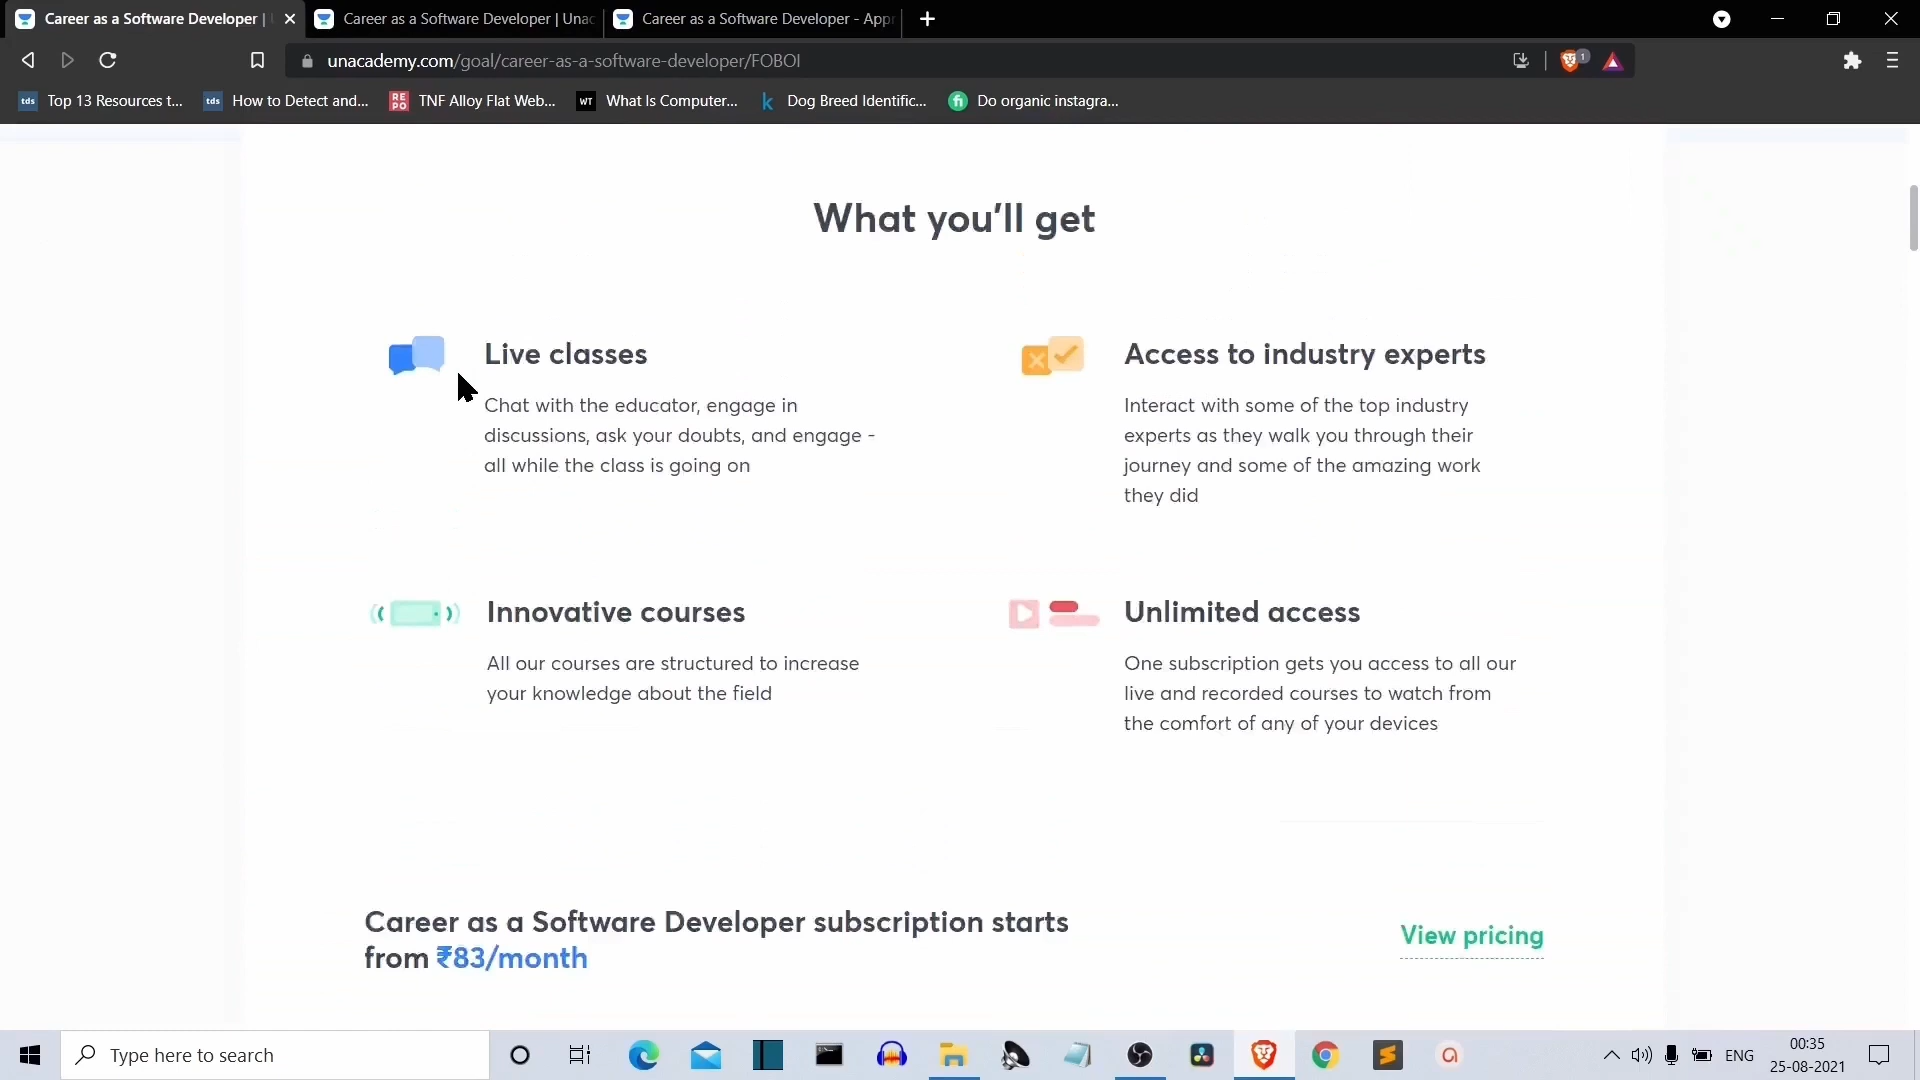 Career as a Software Developer |
Career as a Software Developer | Unac
Career as a Software Developer - Appr
unacademy.com/goal/career-as-a-software-developer/FOBOI
1
tds Top 13 Resources t...
tds How to Detect and...
RE PO TNF Alloy Flat Web...
WT What Is Computer...
k Dog Breed Identific...
fi Do organic instagra...
What you'll get
Live classes
Chat with the educator, engage in
discussions, ask your doubts, and engage -
all while the class is going on
Access to industry experts
Interact with some of the top industry
experts as they walk you through their
journey and some of the amazing work
they did
Innovative courses
All our courses are structured to increase
your knowledge about the field
Unlimited access
One subscription gets you access to all our
live and recorded courses to watch from
the comfort of any of your devices
Career as a Software Developer subscription starts
from ₹83/month
View pricing
Type here to search
ENG
00:35
25-08-2021